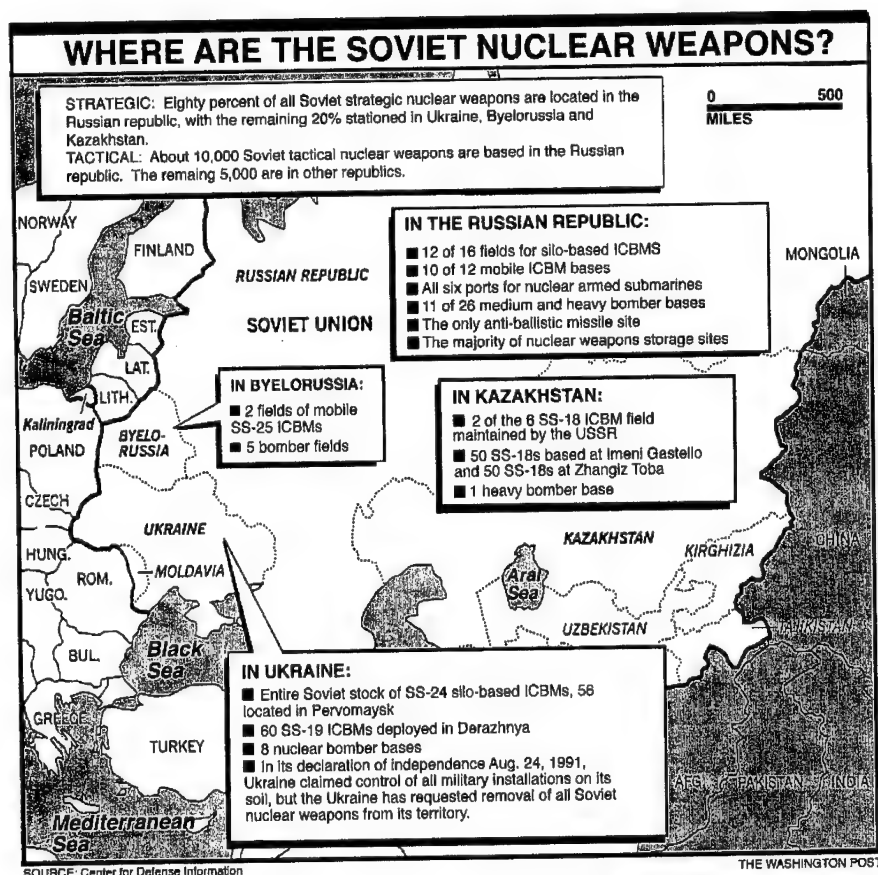 WHERE ARE THE SOVIET NUCLEAR WEAPONS?
STRATEGIC: Eighty percent of all Soviet strategic nuclear weapons are located in the
Russian republic, with the remaining 20% stationed in Ukraine, Byelorussia and
Kazakhstan.
TACTICAL: About 10,000 Soviet tactical nuclear weapons are based in the Russian
republic. The remaing 5,000 are in other republics.
0 500
MILES
NORWAY
FINLAND
SWEDEN
Baltic
Sea
EST.
LAT.
LITH.
Kaliningrad
POLAND
BYELO-
RUSSIA
CZECH
HUNG.
ROM.
YUGO.
BUL.
GREECE
UKRAINE
MOLDAVIA
Black
Sea
TURKEY
Mediterranean
Sea
RUSSIAN REPUBLIC
SOVIET UNION
IN THE RUSSIAN REPUBLIC:
■ 12 of 16 fields for silo-based ICBMS
■ 10 of 12 mobile ICBM bases
■ All six ports for nuclear armed submarines
■ 11 of 26 medium and heavy bomber bases
■ The only anti-ballistic missile site
■ The majority of nuclear weapons storage sites
MONGOLIA
IN BYELORUSSIA:
■ 2 fields of mobile
SS-25 ICBMs
■ 5 bomber fields
IN KAZAKHSTAN:
■ 2 of the 6 SS-18 ICBM field
maintained by the USSR
■ 50 SS-18s based at Imeni Gastello
and 50 SS-18s at Zhangiz Toba
■ 1 heavy bomber base
KAZAKHSTAN
KIRGHIZIA
CHINA
Aral
Sea
UZBEKISTAN
TAJIKISTAN
AFG.
PAKISTAN
INDIA
IN UKRAINE:
■ Entire Soviet stock of SS-24 silo-based ICBMs, 56
located in Pervomaysk
■ 60 SS-19 ICBMs deployed in Derazhnya
■ 8 nuclear bomber bases
■ In its declaration of independence Aug. 24, 1991,
Ukraine claimed control of all military installations on its
soil, but the Ukraine has requested removal of all Soviet
nuclear weapons from its territory.
SOURCE: Center for Defense Information
THE WASHINGTON POST